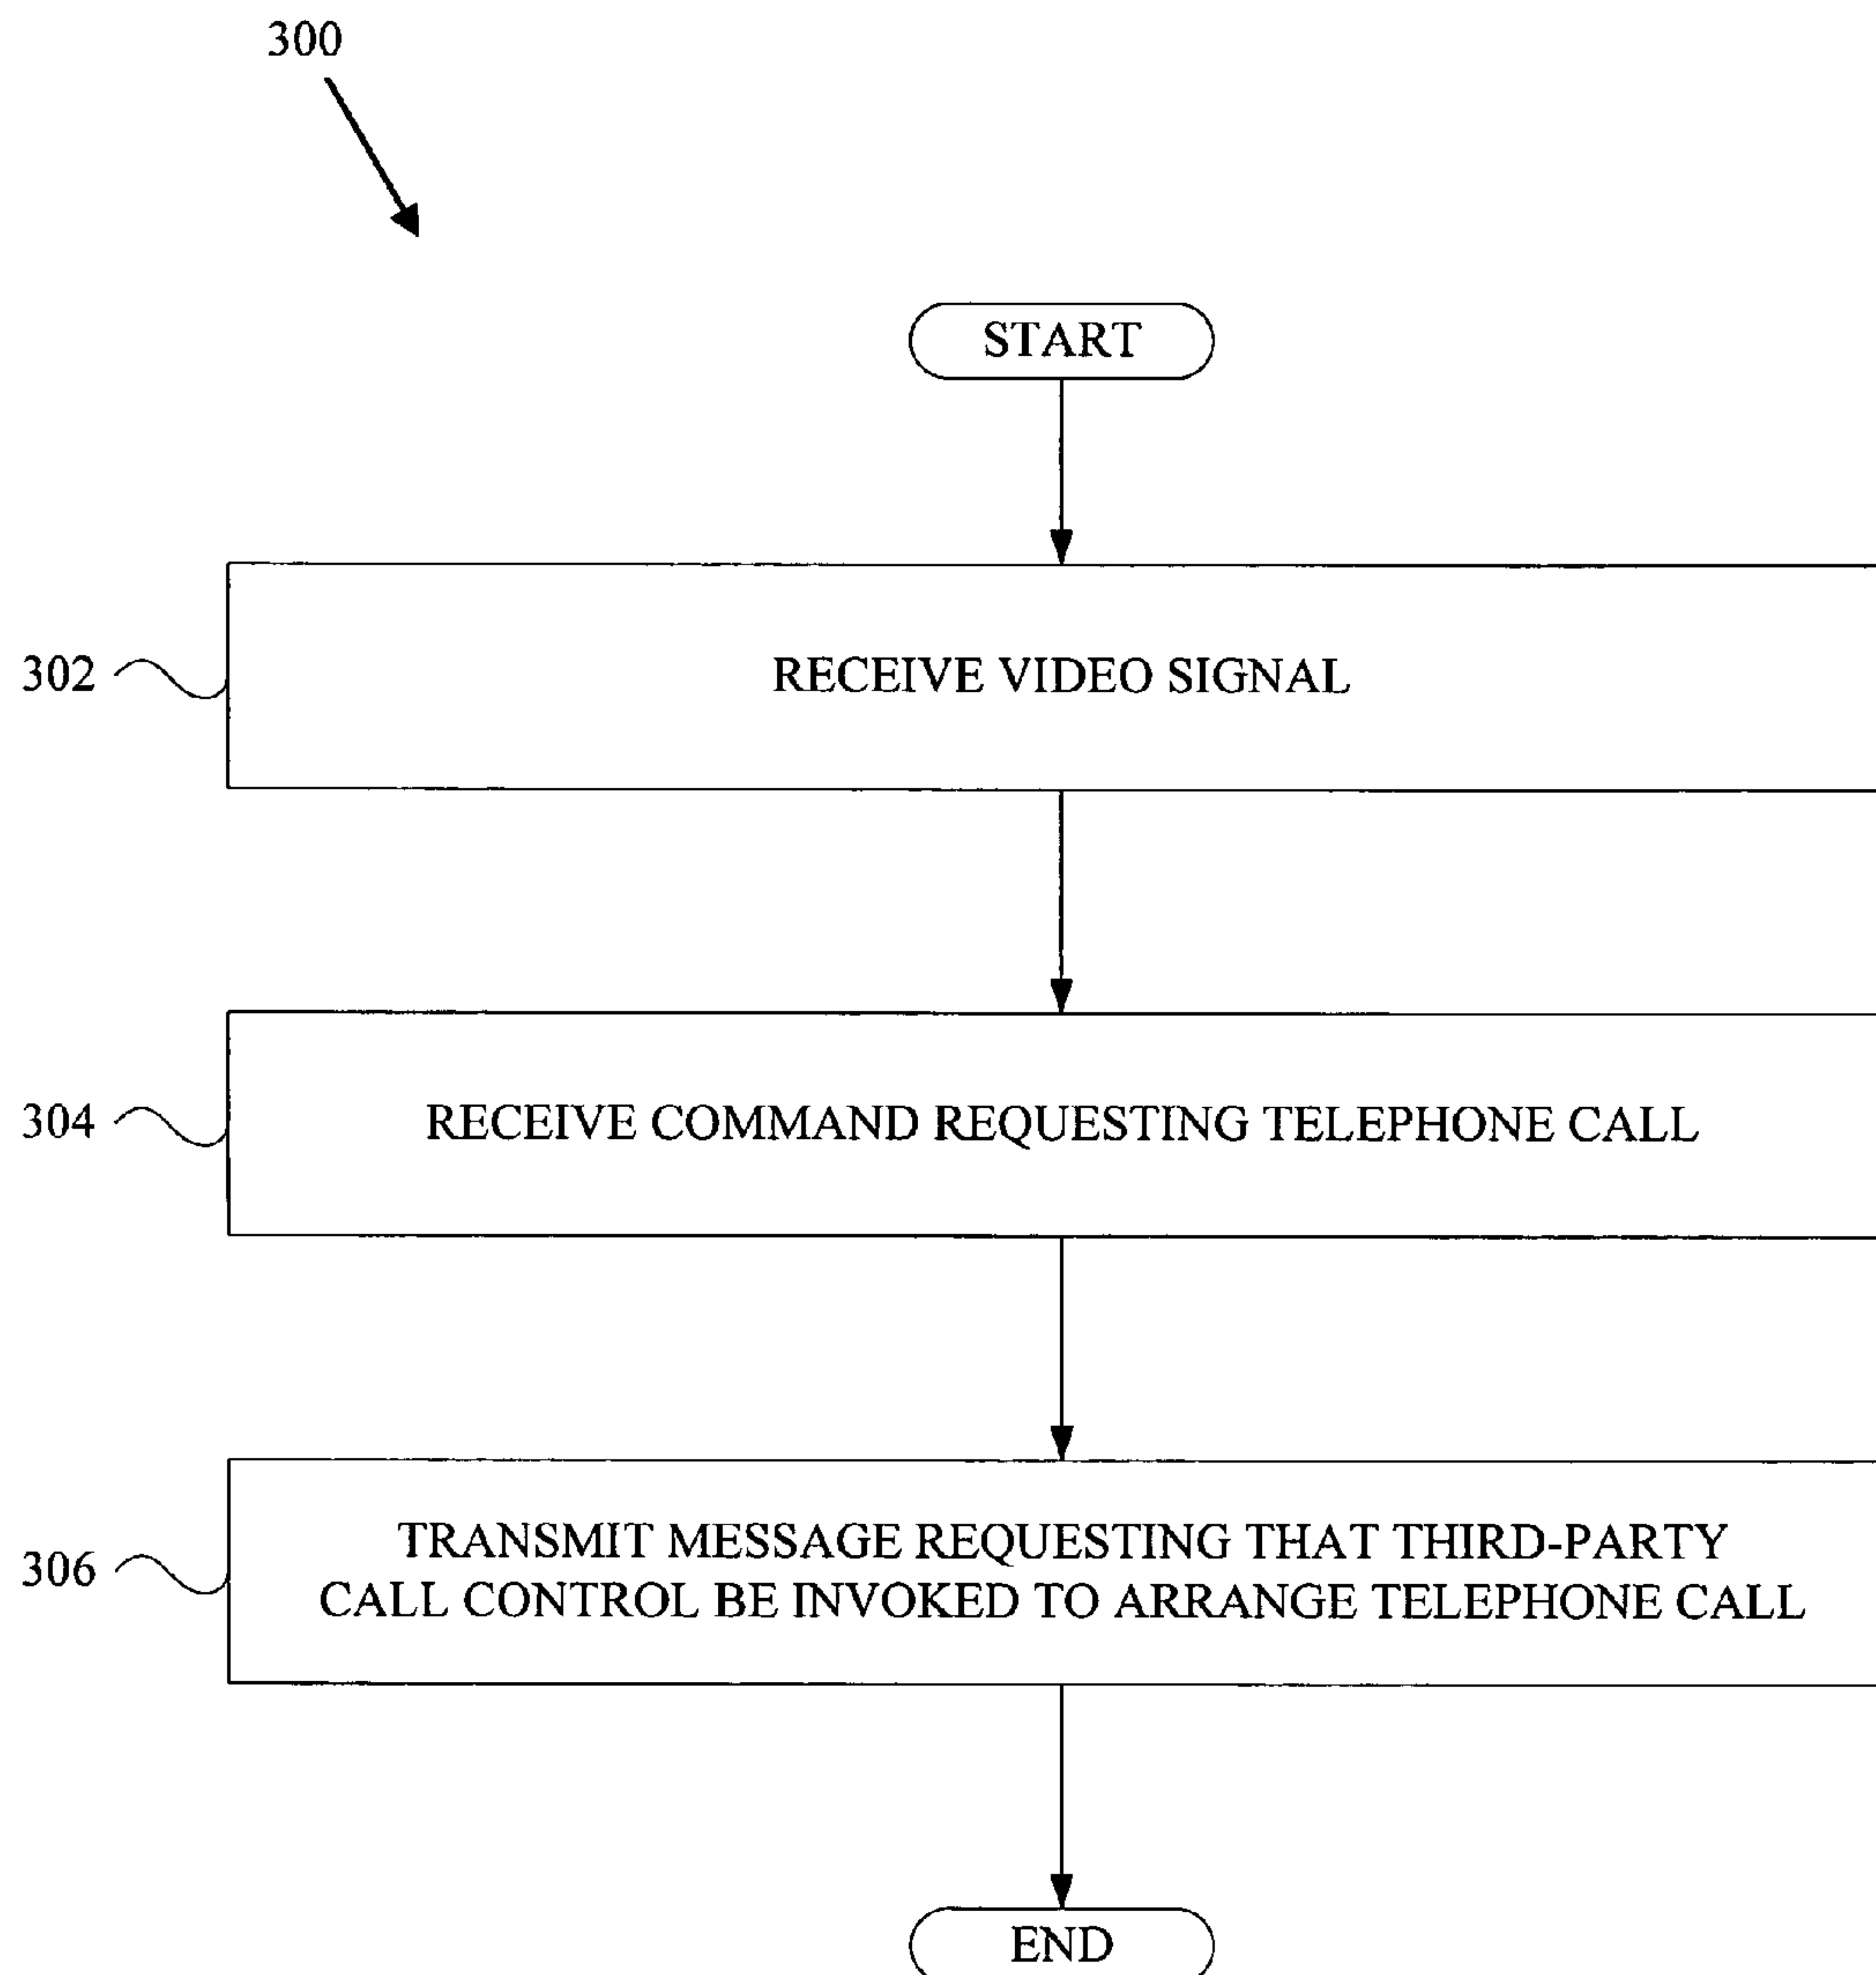 300
START
302
RECEIVE VIDEO SIGNAL
304
RECEIVE COMMAND REQUESTING TELEPHONE CALL
306
TRANSMIT MESSAGE REQUESTING THAT THIRD-PARTY
CALL CONTROL BE INVOKED TO ARRANGE TELEPHONE CALL
END